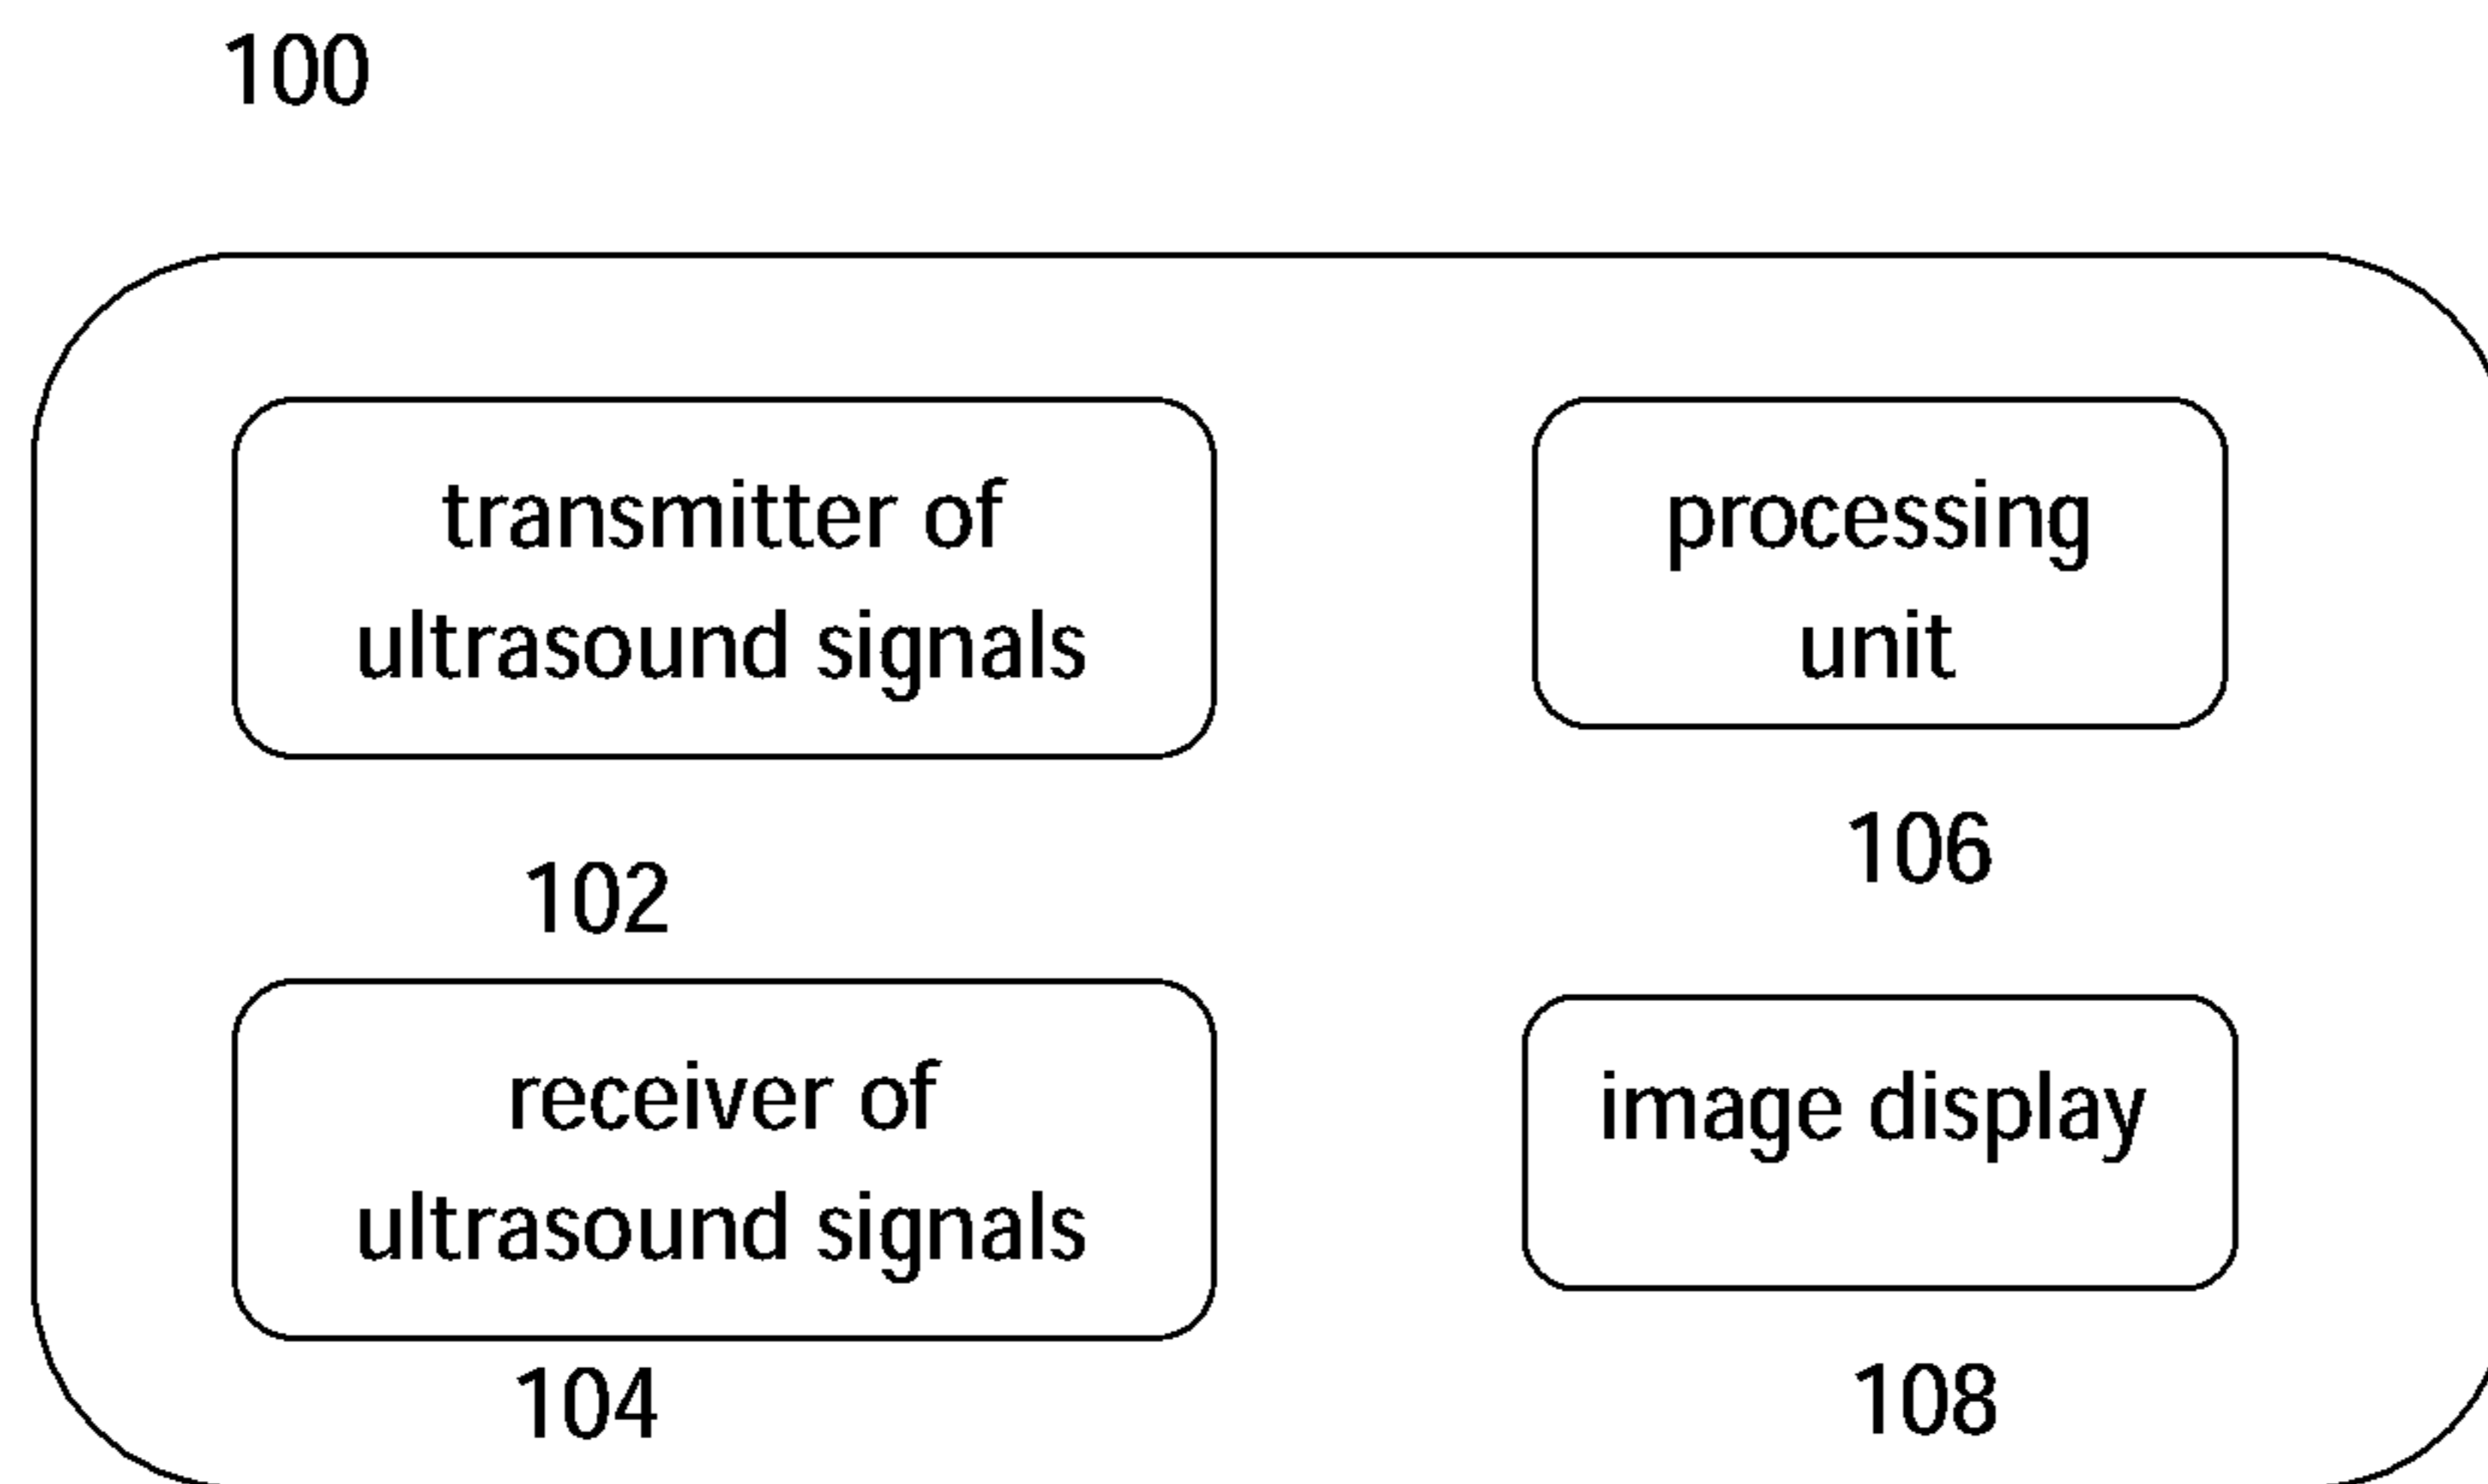 100
transmitter of
ultrasound signals
102
receiver of
ultrasound signals
104
processing
unit
106
image display
108